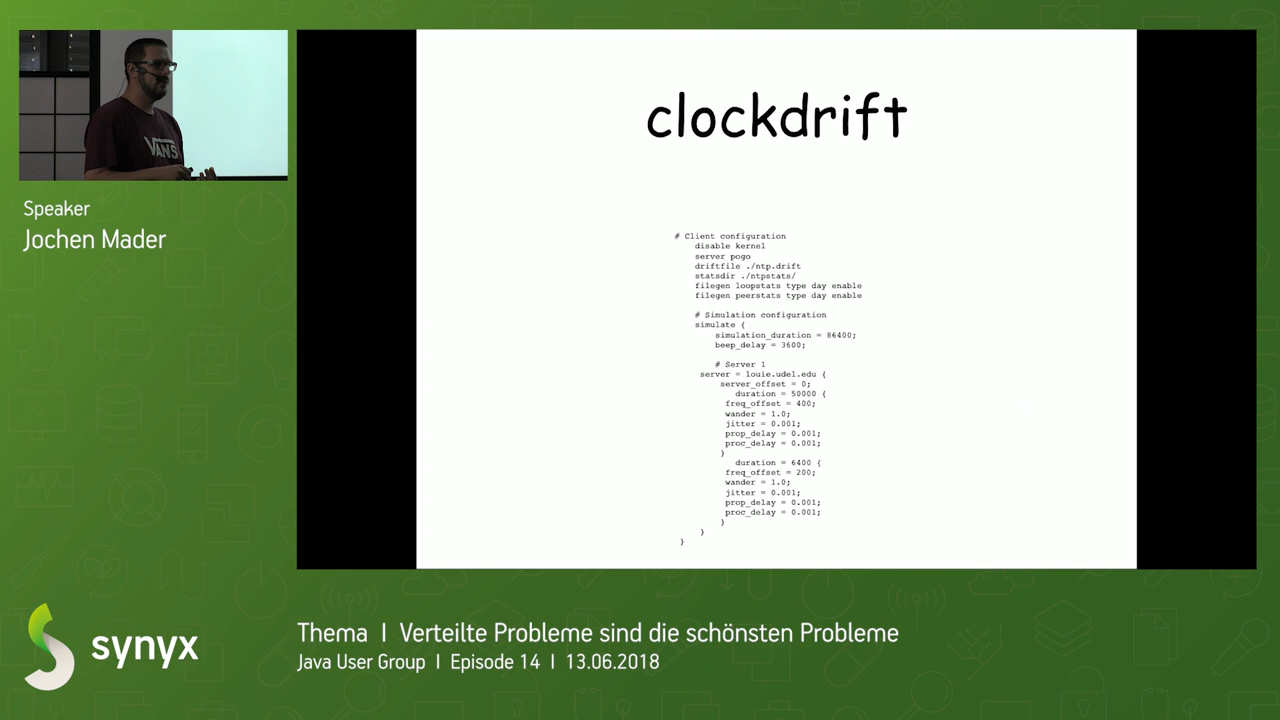 VANS
Speaker
Jochen Mader
clockdrift
# Client configuration
disable kernel
server pogo
driftfile ./ntp.drift
statsdir ./ntpstats/
filegen loopstats type day enable
filegen peerstats type day enable
# Simulation configuration
simulate {
simulation_duration = 86400;
beep_delay = 3600;
# Server 1
server = louie.udel.edu {
server_offset = 0;
duration = 50000 {
freq_offset = 400;
wander = 1.0;
jitter = 0.001;
prop_delay = 0.001;
proc_delay = 0.001;
}
duration = 6400 {
freq_offset = 200;
wander = 1.0;
jitter = 0.001;
prop_delay = 0.001;
proc_delay = 0.001;
}
}
}
synyx
Thema | Verteilte Probleme sind die schönsten Probleme
Java User Group | Episode 14 | 13.06.2018